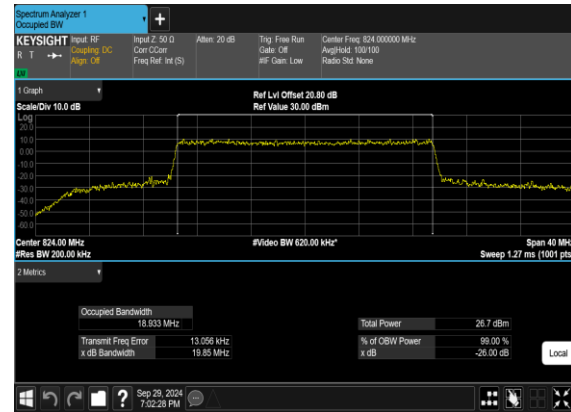 Spectrum Analyzer 1
Occupied BW
+
KEYSIGHT Input: RF Input Z: 50 Ω Atten: 20 dB Trig: Free Run Center Freq: 824.000000 MHz
R T Coupling: DC Corr CCorr Gate: Off Avg|Hold: 100/100
Align: Off Freq Ref: Int (S) #IF Gain: Low Radio Std: None
1 Graph
Ref Lvl Offset 20.80 dB
Scale/Div 10.0 dB Ref Value 30.00 dBm
Log
20.0
10.0
0.00
-10.0
-20.0
-30.0
-40.0
-50.0
-60.0
Center 824.00 MHz #Video BW 620.00 kHz* Span 40 MHz
#Res BW 200.00 kHz Sweep 1.27 ms (1001 pts)
2 Metrics
Occupied Bandwidth
18.933 MHz Total Power 26.7 dBm
Transmit Freq Error 13.056 kHz % of OBW Power 99.00 %
x dB Bandwidth 19.85 MHz x dB -26.00 dB
Local
? Sep 29, 2024
7:02:28 PM